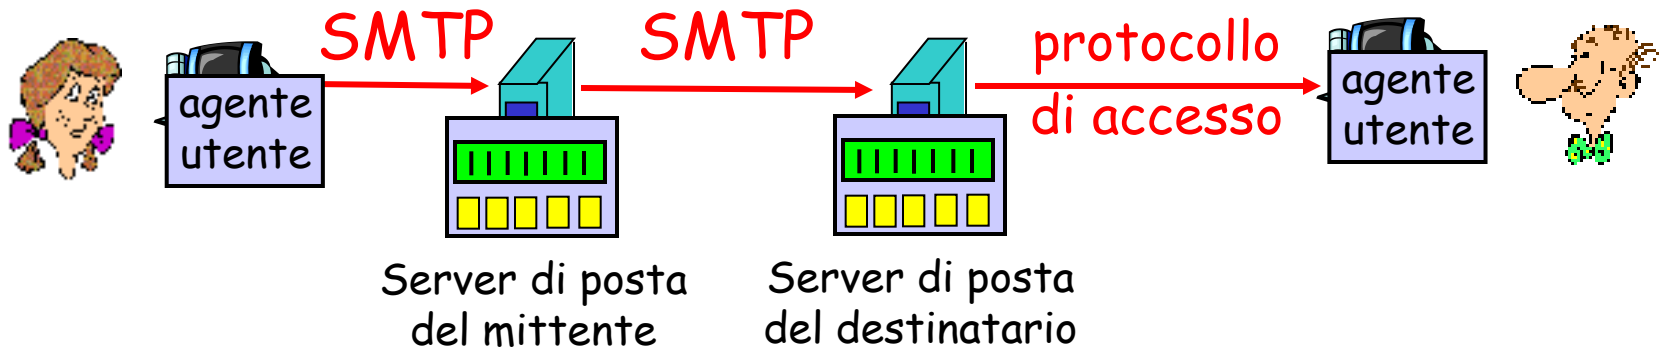 SMTP
SMTP
protocollo
di accesso
agente
utente
agente
utente
Server di posta
del mittente
Server di posta
del destinatario